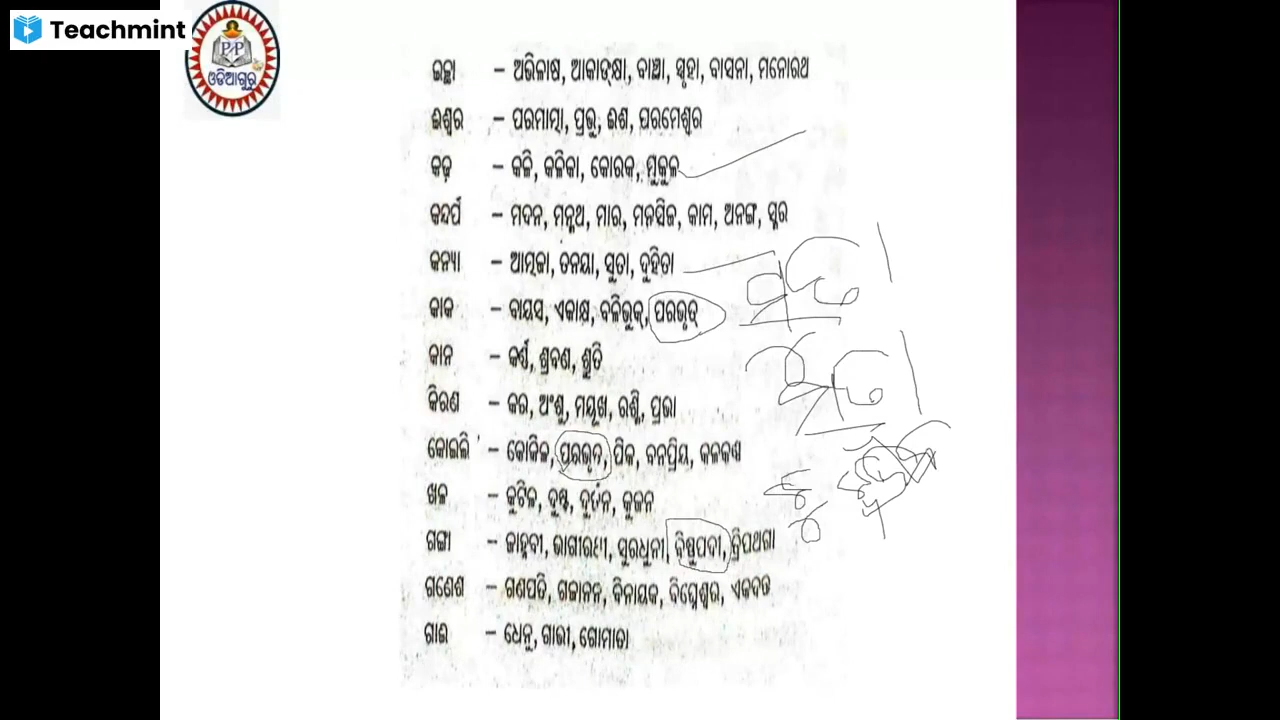 Teachmint
P P
ଓଡିଆଗୁରୁ
ଇଚ୍ଛା – ଅଭିଳାଷ, ଆକାଙ୍କ୍ଷା, ବାଞ୍ଛା, ସ୍ପୃହା, ବାସନା, ମନୋରଥ
ଈଶ୍ୱର – ପରମାତ୍ମା, ପ୍ରଭୁ, ଈଶ, ପରମେଶ୍ୱର
କଢ଼ – କଳି, କଳିକା, କୋରକ, ମୁକୁଳ
କନ୍ଦର୍ପ – ମଦନ, ମନ୍ମଥ, ମାର, ମନସିଜ, କାମ, ଅନଙ୍ଗ, ସ୍ମର
କନ୍ୟା – ଆତ୍ମଜା, ତନୟା, ସୁତା, ଦୁହିତା
କାକ – ବାୟସ, ଏକାକ୍ଷ, ବଳିଭୁକ୍, ପରଭୃତ୍
କାନ – କର୍ଣ୍ଣ, ଶ୍ରବଣ, ଶ୍ରୁତି
କିରଣ – କର, ଅଂଶୁ, ମୟୂଖ, ରଶ୍ମି, ପ୍ରଭା
କୋଇଲି – କୋକିଳ, ପରଭୃତ, ପିକ, ବନପ୍ରିୟ, କଳକଣ୍ଠ
ଖଳ – କୁଟିଳ, ଦୁଷ୍ଟ, ଦୁର୍ଜନ, କୁଜନ
ଗଙ୍ଗା – ଜାହ୍ନବୀ, ଭାଗୀରଥୀ, ସୁରଧୁନୀ, ବିଷ୍ଣୁପଦୀ, ତ୍ରିପଥଗା
ଗଣେଶ – ଗଣପତି, ଗଜାନନ, ବିନାୟକ, ବିଘ୍ନେଶ୍ୱର, ଏକଦନ୍ତ
ଗାଈ – ଧେନୁ, ଗାଭୀ, ଗୋମାତା